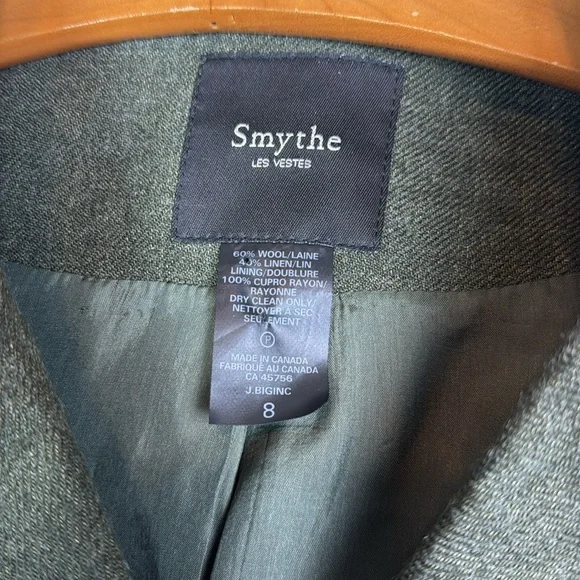 Smythe
LES VESTES
60% WOOL/LAINE
40% LINEN/LIN
LINING/DOUBLURE
100% CUPRO RAYON/
RAYONNE
DRY CLEAN ONLY
NETTOYER A SEC
SEULEMENT
P
MADE IN CANADA
FABRIQUÉ AU CANADA
CA 45756
J.BIGINC
8